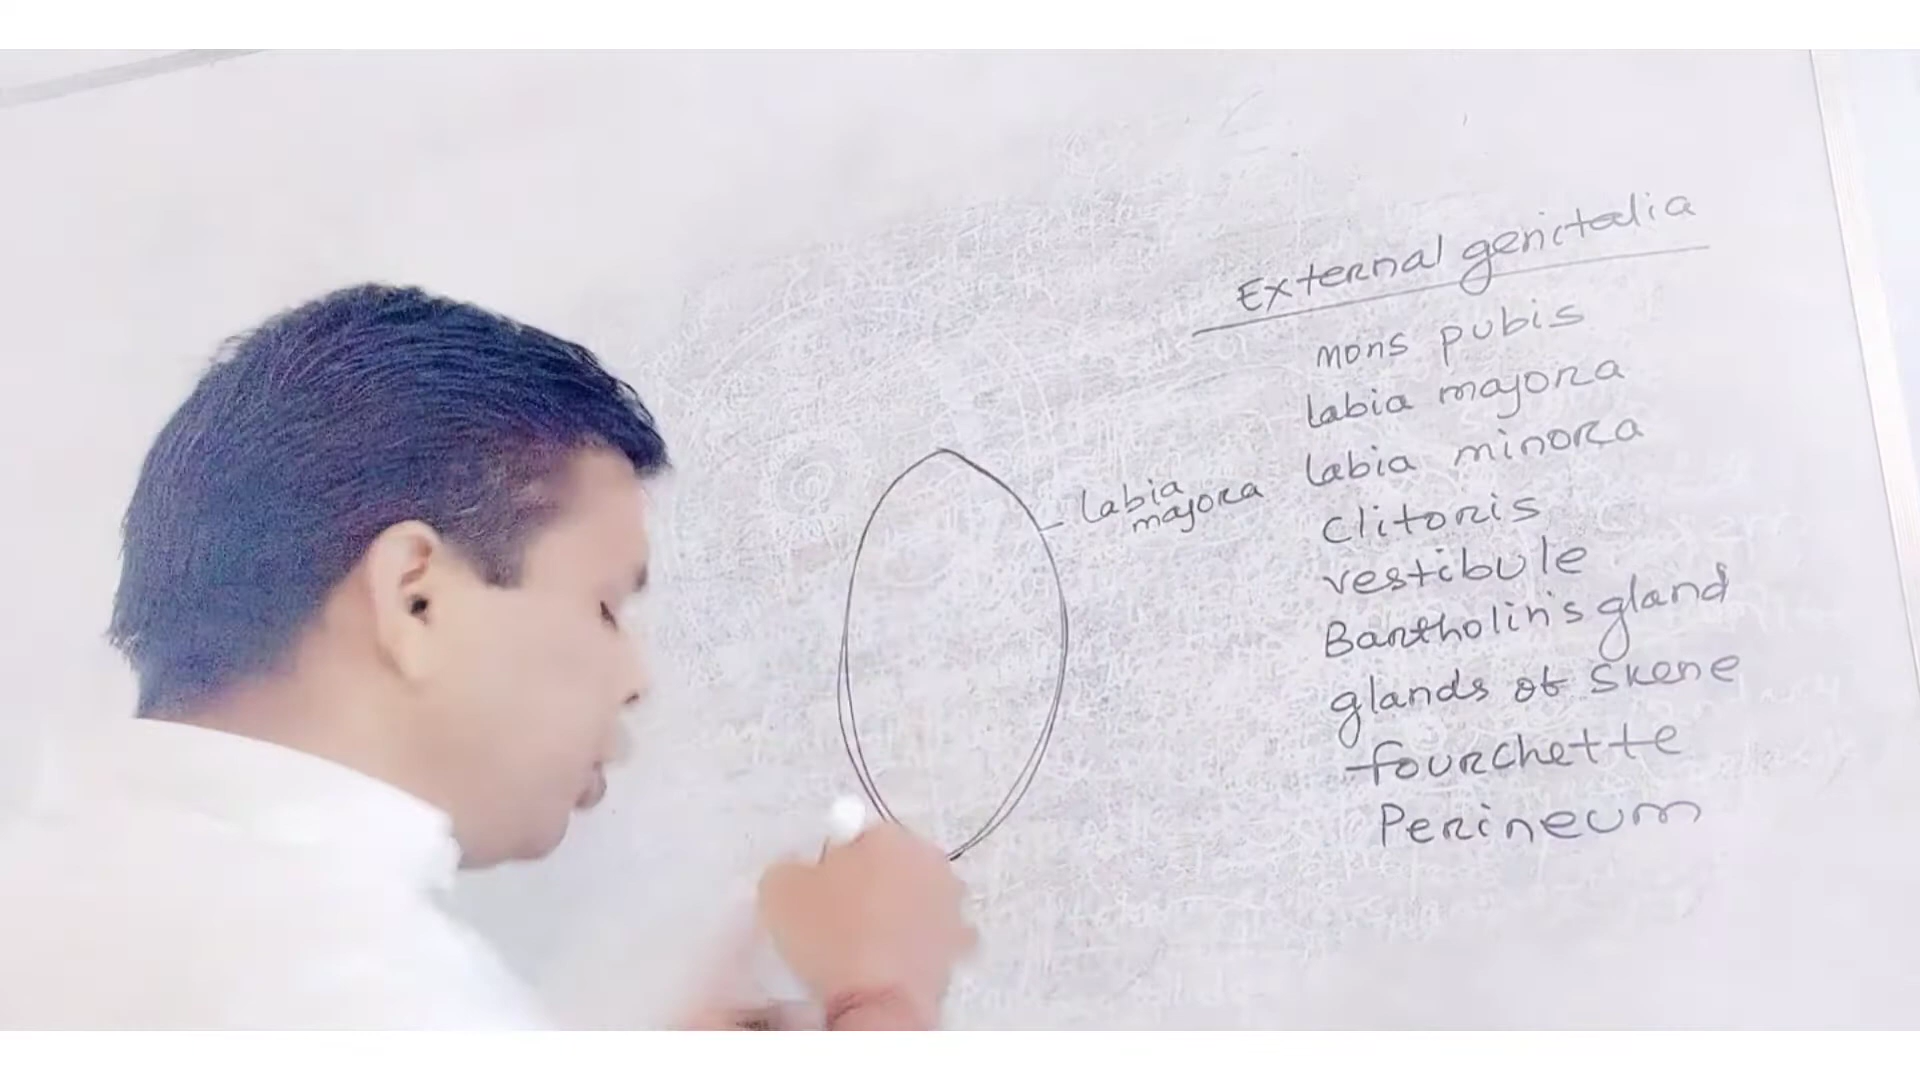 External genitalia
mons pubis
labia majora
labia minora
clitoris
vestibule
Bartholin's gland
glands of Skene
fourchette
Perineum
Labia
majora